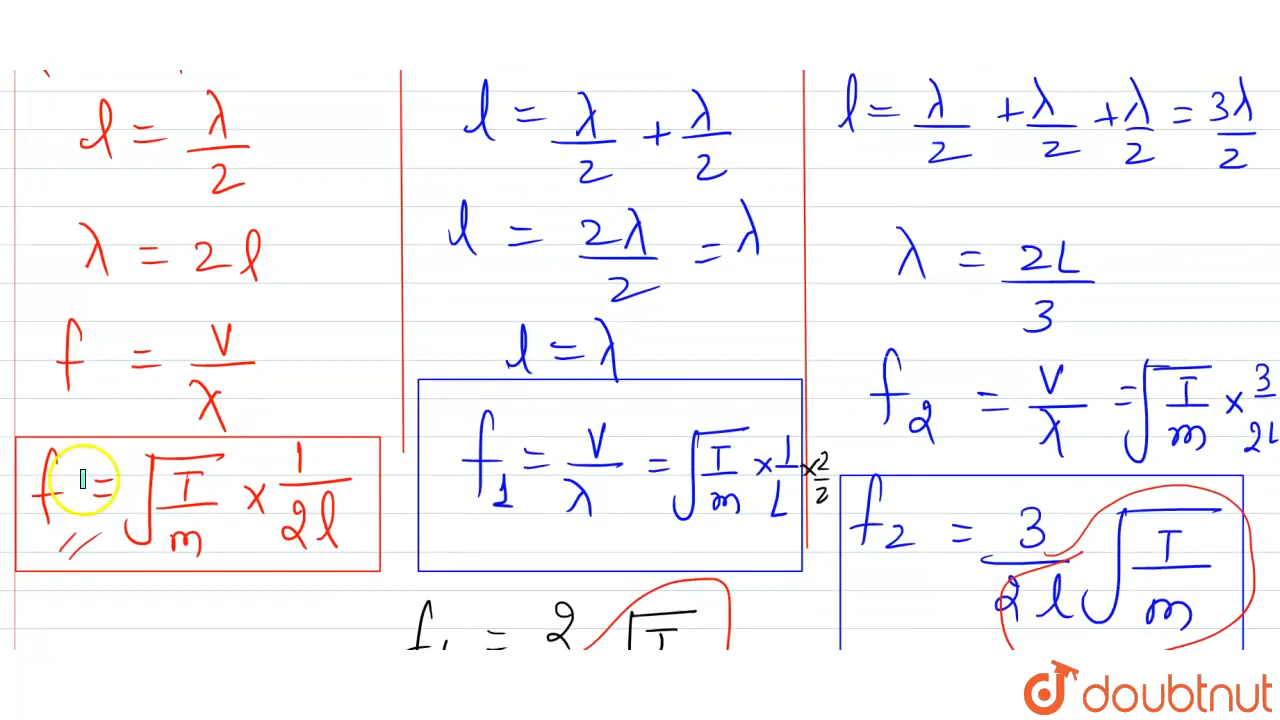 l = λ/2
λ = 2l
f = v/λ
f = √(T/m) × 1/2l
l = λ/2 + λ/2
l = 2λ/2 = λ
l = λ
f1 = v/λ = √(T/m) × 1/L × 2/2
l = λ/2 + λ/2 + λ/2 = 3λ/2
λ = 2L/3
f2 = v/λ = √(T/m) × 3/2L
f2 = 3/2l √(T/m)
doubtnut